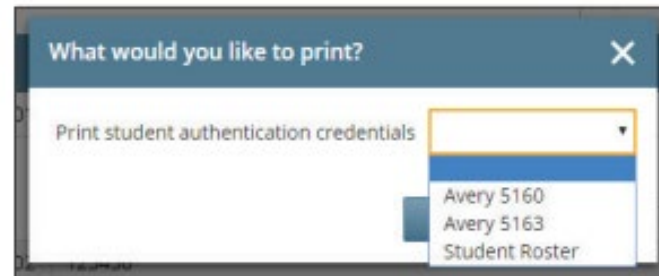 What would you like to print?
Print student authentication credentials
Avery 5160
Avery 5163
Student Roster